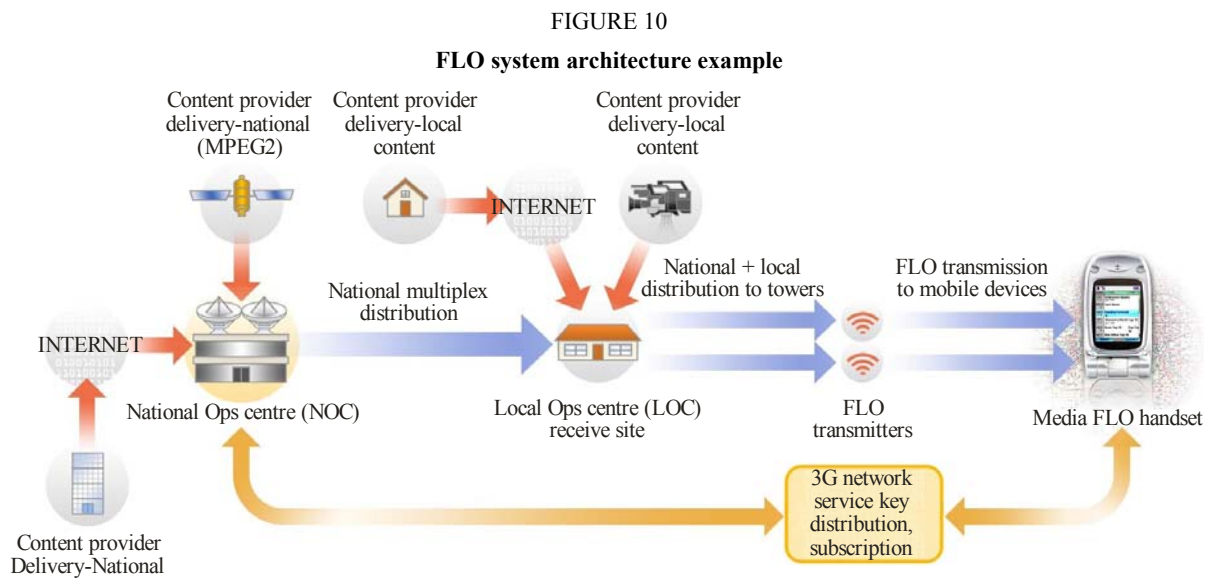 FIGURE 10
FLO system architecture example
Content provider
delivery-national
(MPEG2)
Content provider
delivery-local
content
Content provider
delivery-local
content
INTERNET
National multiplex
distribution
National + local
distribution to towers
FLO transmission
to mobile devices
INTERNET
National Ops centre (NOC)
Local Ops centre (LOC)
receive site
FLO
transmitters
Media FLO handset
3G network
service key
distribution,
subscription
Content provider
Delivery-National